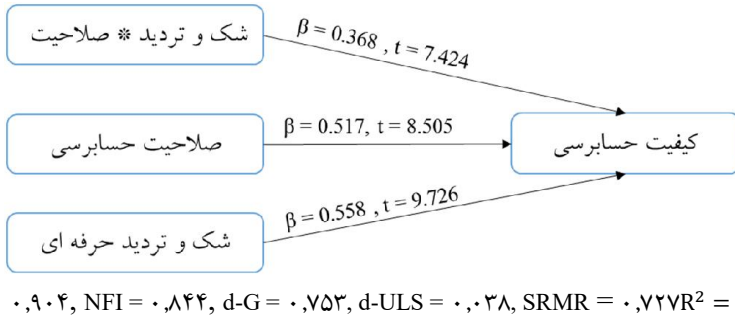 شک و تردید * صلاحیت
β = 0.368 , t = 7.424
صلاحیت حسابرسی
β = 0.517, t = 8.505
کیفیت حسابرسی
شک و تردید حرفه ای
β = 0.558 , t = 9.726
۰,۹۰۴, NFI = ۰,۸۴۴, d-G = ۰,۷۵۳, d-ULS = ۰,۰۳۸, SRMR = ۰,۷۲۷R² =